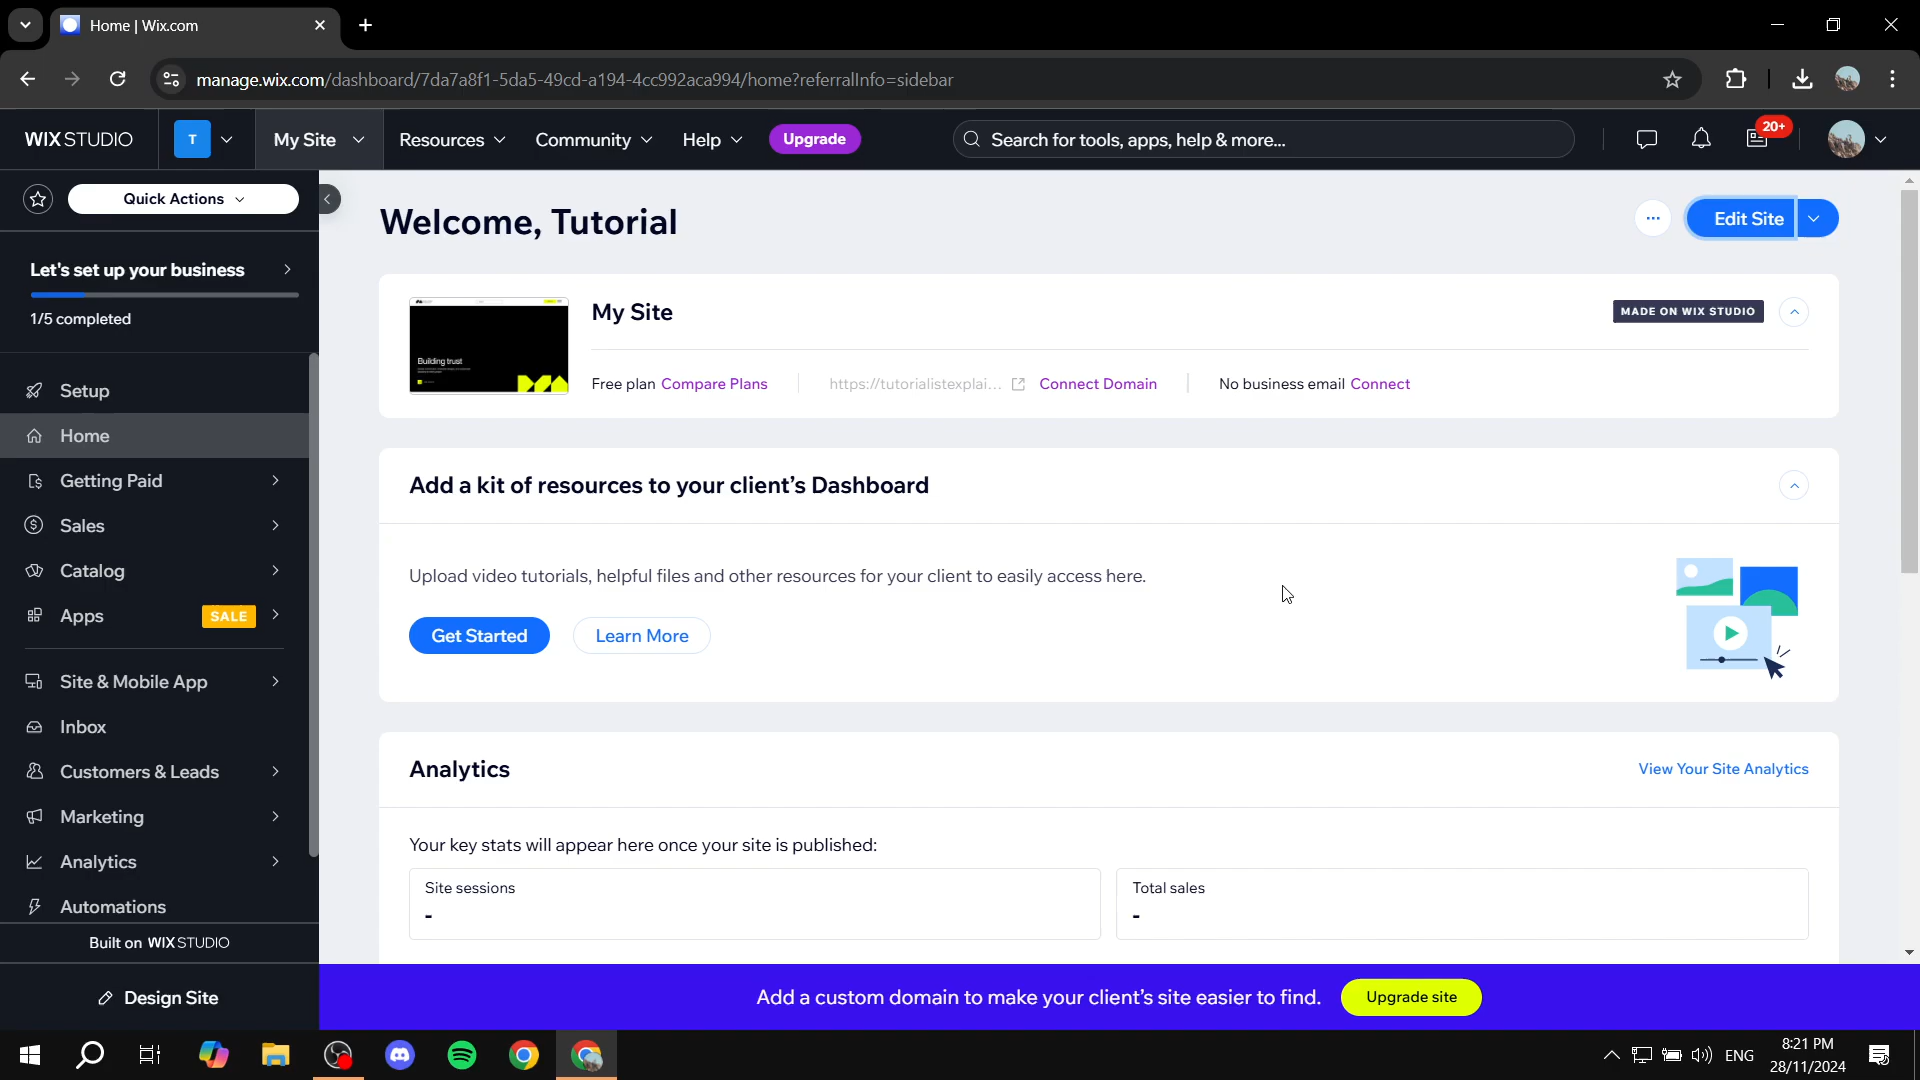 Home | Wix.com
manage.wix.com/dashboard/7da7a8f1-5da5-49cd-a194-4cc992aca994/home?referralInfo=sidebar
WIX STUDIO
T
My Site
Resources
Community
Help
Upgrade
Search for tools, apps, help & more...
20+
Quick Actions
Let's set up your business
1/5 completed
Setup
Home
Getting Paid
Sales
Catalog
Apps
SALE
Site & Mobile App
Inbox
Customers & Leads
Marketing
Analytics
Automations
Built on WIX STUDIO
Design Site
Welcome, Tutorial
Edit Site
Building trust
My Site
MADE ON WIX STUDIO
Free plan Compare Plans
https://tutorialistexplai...
Connect Domain
No business email Connect
Add a kit of resources to your client's Dashboard
Upload video tutorials, helpful files and other resources for your client to easily access here.
Get Started
Learn More
Analytics
View Your Site Analytics
Your key stats will appear here once your site is published:
Site sessions
-
Total sales
-
Add a custom domain to make your client's site easier to find.
Upgrade site
ENG
8:21 PM
28/11/2024